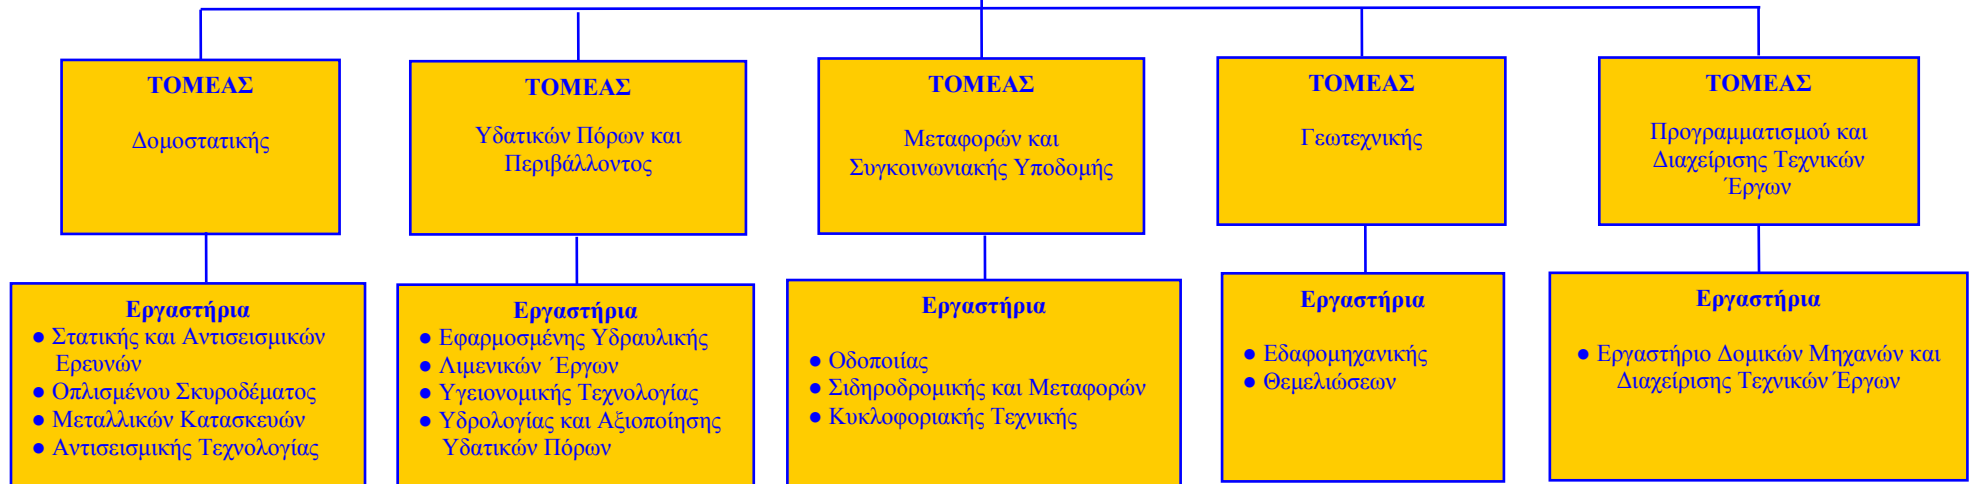 ΤΟΜΕΑΣ
Δομοστατικής
ΤΟΜΕΑΣ
Υδατικών Πόρων και
Περιβάλλοντος
ΤΟΜΕΑΣ
Μεταφορών και
Συγκοινωνιακής Υποδομής
ΤΟΜΕΑΣ
Γεωτεχνικής
ΤΟΜΕΑΣ
Προγραμματισμού και
Διαχείρισης Τεχνικών
Έργων
Εργαστήρια
● Στατικής και Αντισεισμικών
Ερευνών
● Οπλισμένου Σκυροδέματος
● Μεταλλικών Κατασκευών
● Αντισεισμικής Τεχνολογίας
Εργαστήρια
● Εφαρμοσμένης Υδραυλικής
● Λιμενικών Έργων
● Υγειονομικής Τεχνολογίας
● Υδρολογίας και Αξιοποίησης
Υδατικών Πόρων
Εργαστήρια
● Οδοποιίας
● Σιδηροδρομικής και Μεταφορών
● Κυκλοφοριακής Τεχνικής
Εργαστήρια
● Εδαφομηχανικής
● Θεμελιώσεων
Εργαστήρια
● Εργαστήριο Δομικών Μηχανών και
Διαχείρισης Τεχνικών Έργων